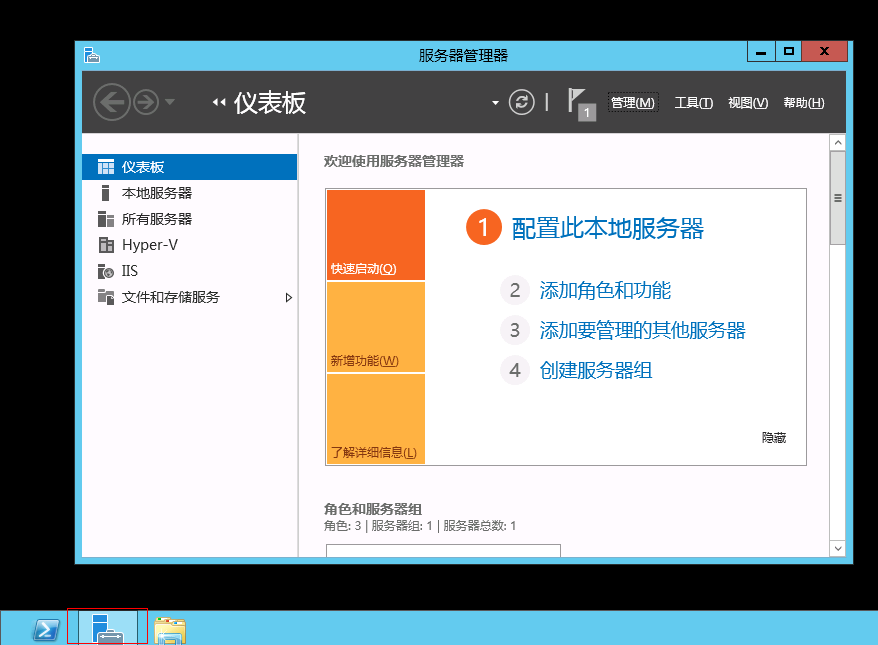 服务器管理器
仪表板
1
管理(M)
工具(T)
视图(V)
帮助(H)
仪表板
本地服务器
所有服务器
Hyper-V
IIS
文件和存储服务
欢迎使用服务器管理器
快速启动(Q)
新增功能(W)
了解详细信息(L)
1 配置此本地服务器
2 添加角色和功能
3 添加要管理的其他服务器
4 创建服务器组
隐藏
角色和服务器组
角色: 3 | 服务器组: 1 | 服务器总数: 1